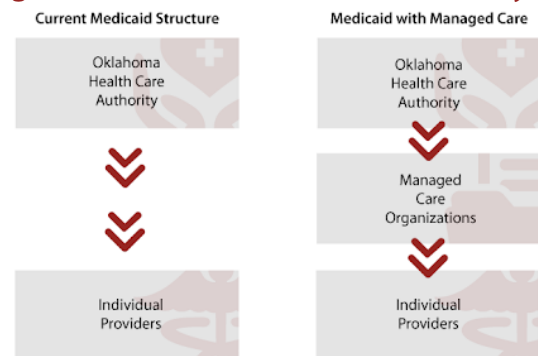 Current Medicaid Structure
Oklahoma
Health Care
Authority
Individual
Providers
Medicaid with Managed Care
Oklahoma
Health Care
Authority
Managed
Care
Organizations
Individual
Providers